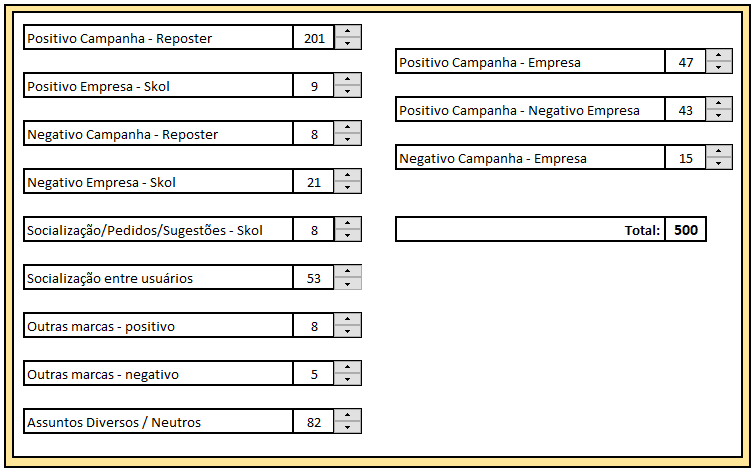 Positivo Campanha - Reposter 201
Positivo Empresa - Skol 9
Negativo Campanha - Reposter 8
Negativo Empresa - Skol 21
Socialização/Pedidos/Sugestões - Skol 8
Socialização entre usuários 53
Outras marcas - positivo 8
Outras marcas - negativo 5
Assuntos Diversos / Neutros 82
Positivo Campanha - Empresa 47
Positivo Campanha - Negativo Empresa 43
Negativo Campanha - Empresa 15
Total: 500